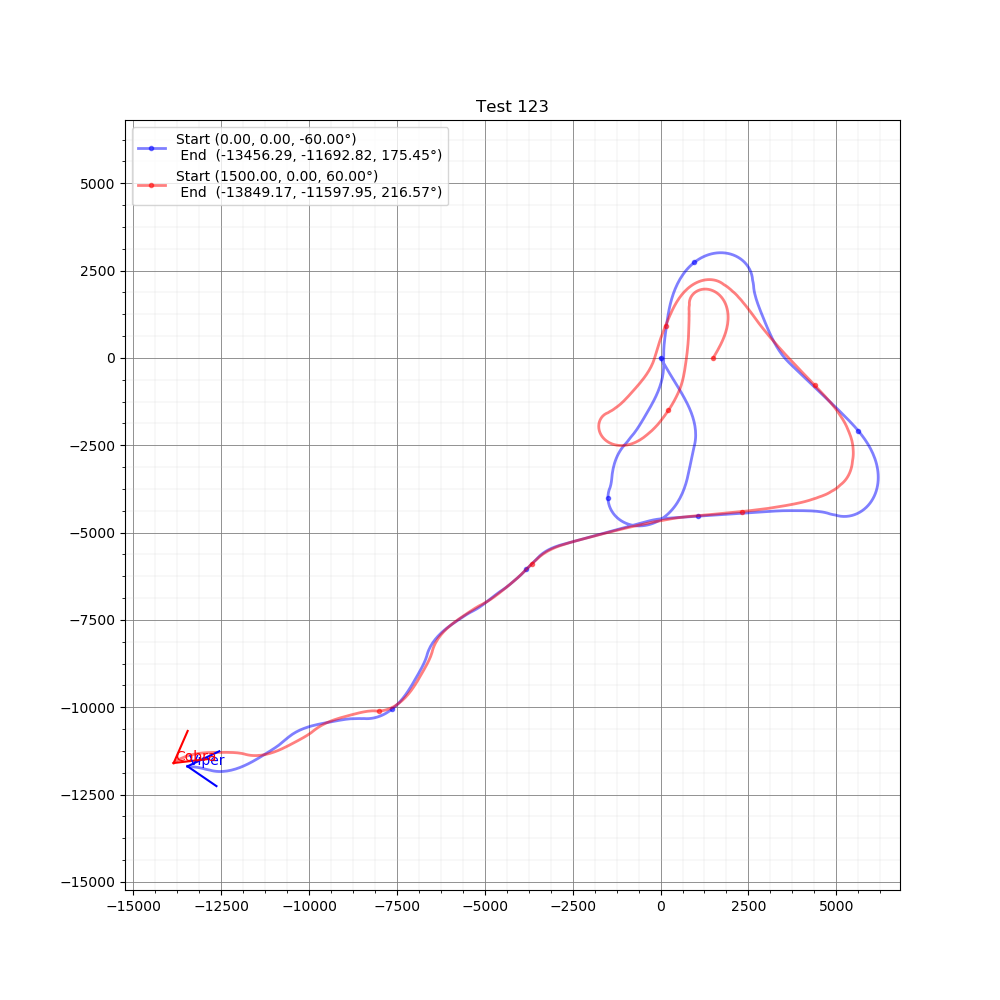 Test 123
Start (0.00, 0.00, -60.00°)
End  (-13456.29, -11692.82, 175.45°)
Start (1500.00, 0.00, 60.00°)
End  (-13849.17, -11597.95, 216.57°)
5000
2500
0
−2500
−5000
−7500
−10000
−12500
−15000
Cobra
Viper
−15000 −12500 −10000 −7500 −5000 −2500 0 2500 5000